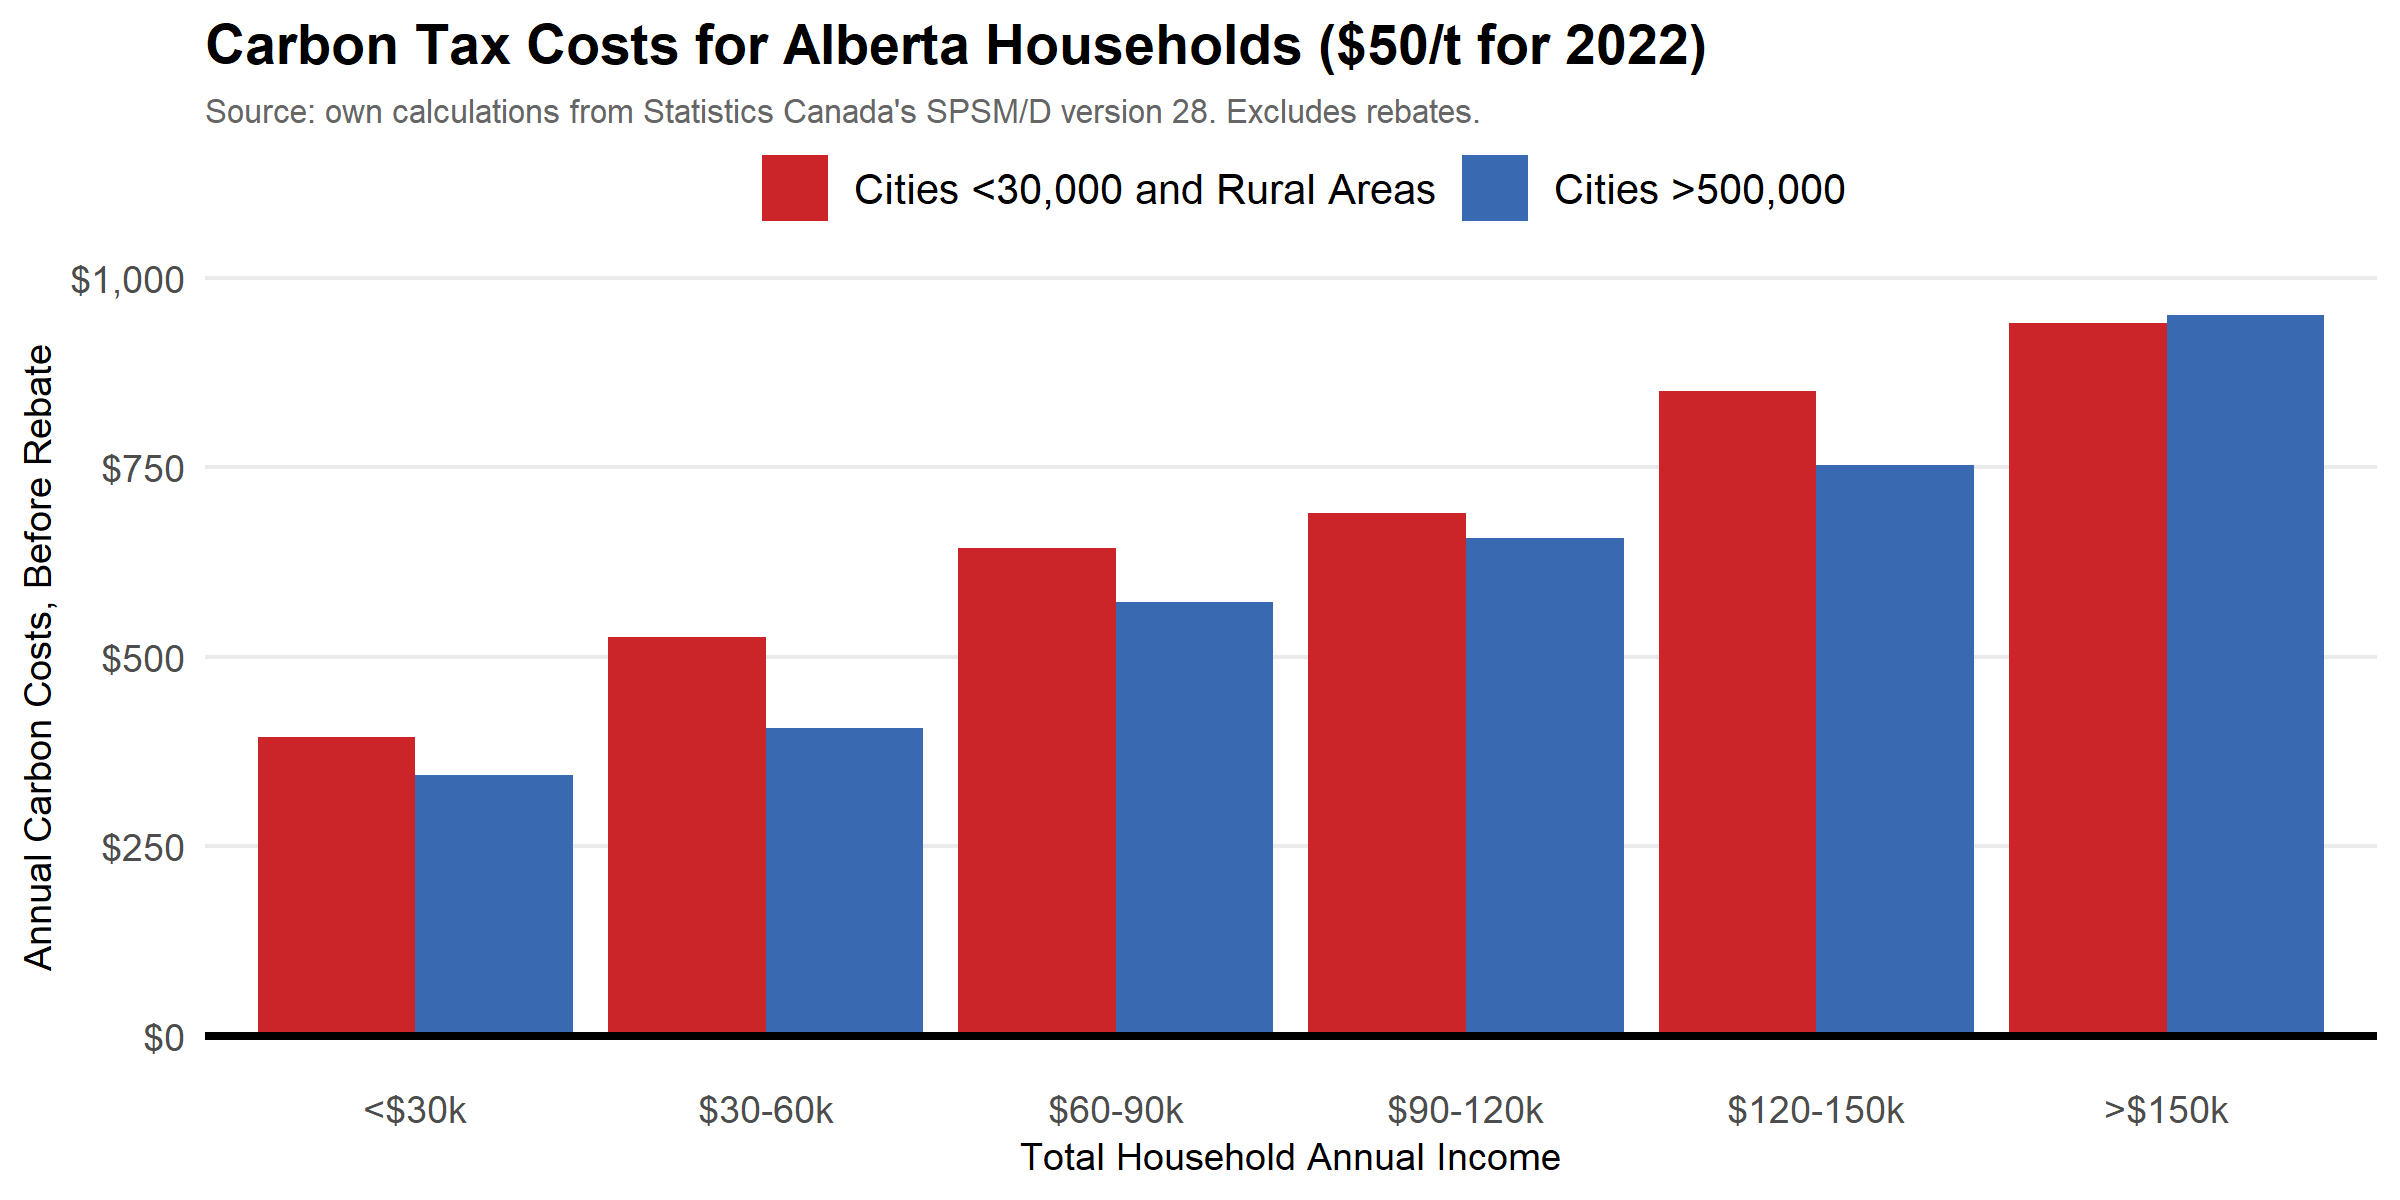 Carbon Tax Costs for Alberta Households ($50/t for 2022)
Source: own calculations from Statistics Canada's SPSM/D version 28. Excludes rebates.
Cities <30,000 and Rural Areas
Cities >500,000
Annual Carbon Costs, Before Rebate
$1,000
$750
$500
$250
$0
<$30k
$30-60k
$60-90k
$90-120k
$120-150k
>$150k
Total Household Annual Income